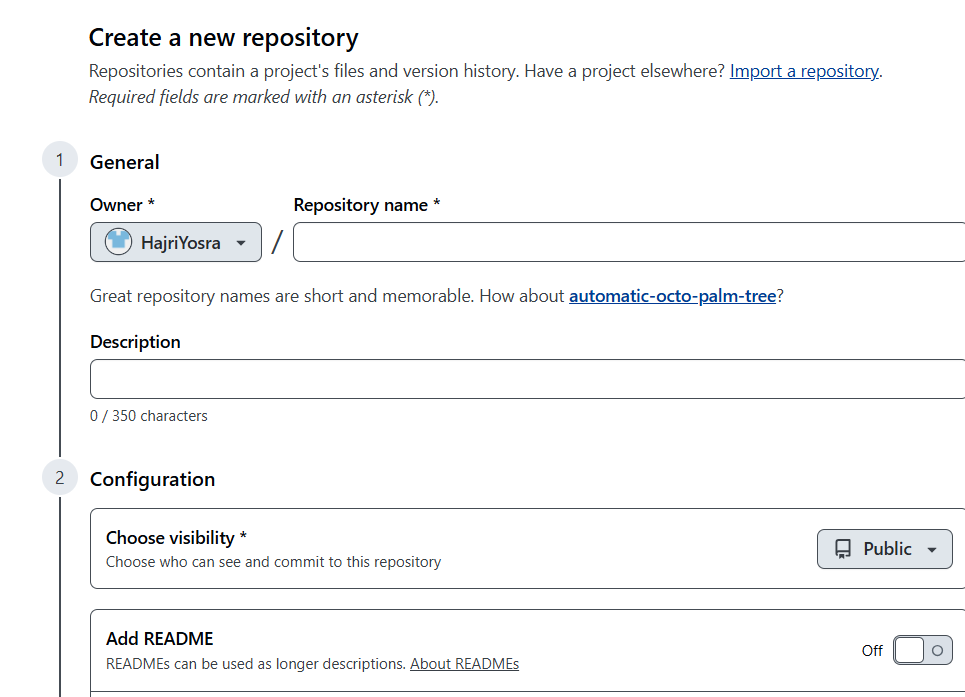 Create a new repository
Repositories contain a project's files and version history. Have a project elsewhere? Import a repository.
Required fields are marked with an asterisk (*).
1 General
Owner * Repository name *
HajriYosra /
Great repository names are short and memorable. How about automatic-octo-palm-tree?
Description
0 / 350 characters
2 Configuration
Choose visibility *
Choose who can see and commit to this repository
Public
Add README
READMEs can be used as longer descriptions. About READMEs
Off